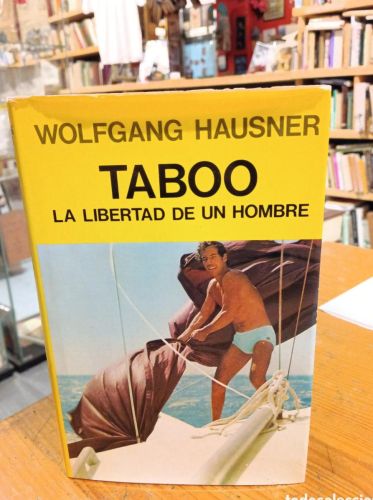 WOLFGANG HAUSNER
TABOO
LA LIBERTAD DE UN HOMBRE